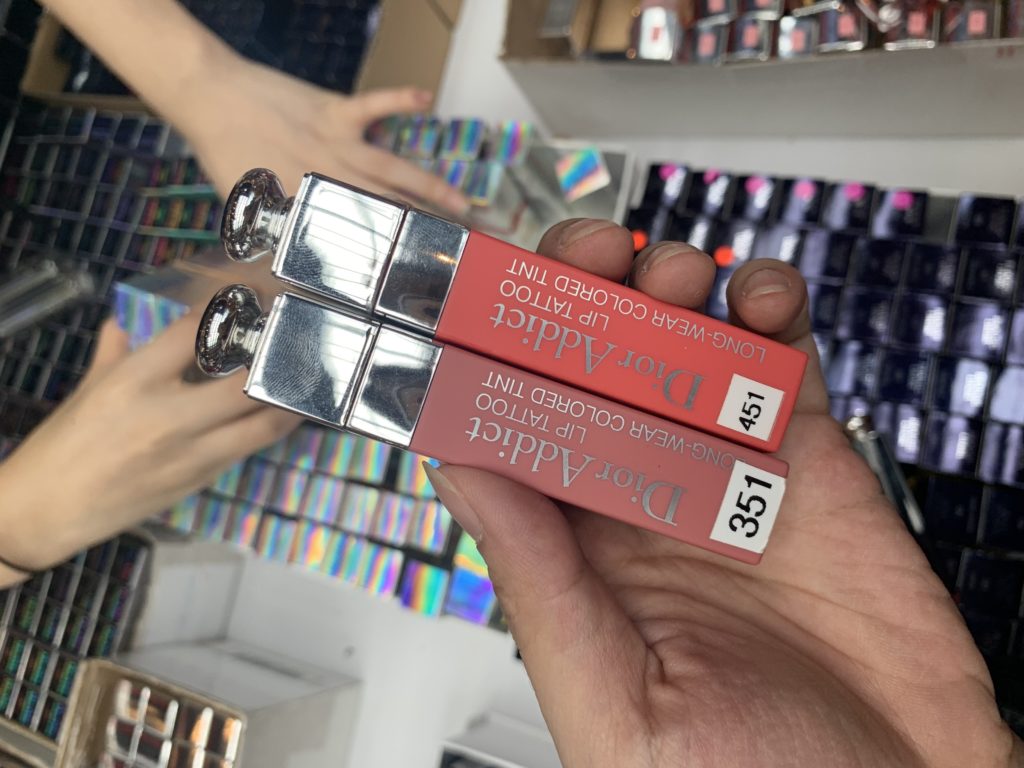 Dior Addict
LIP TATTOO
LONG-WEAR COLORED TINT
451
Dior Addict
LIP TATTOO
LONG-WEAR COLORED TINT
351